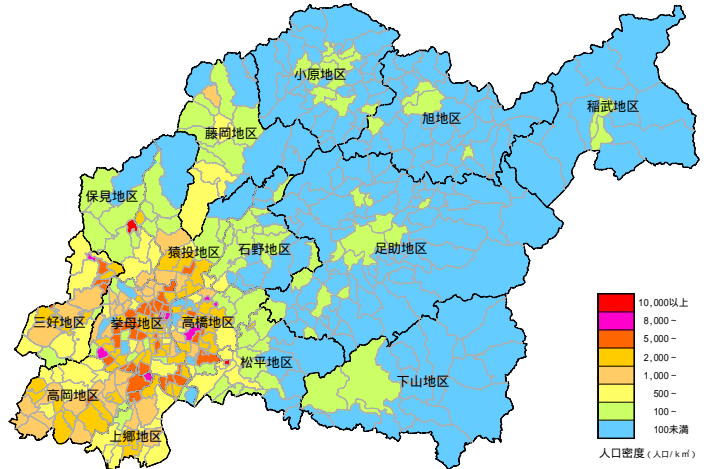 小原地区
稲武地区
旭地区
藤岡地区
保見地区
猿投地区
石野地区
足助地区
三好地区
挙母地区
高橋地区
松平地区
下山地区
高岡地区
上郷地区
10,000以上
8,000 ~
5,000 ~
2,000 ~
1,000 ~
500 ~
100 ~
100未満
人口密度 (人口/k㎡)